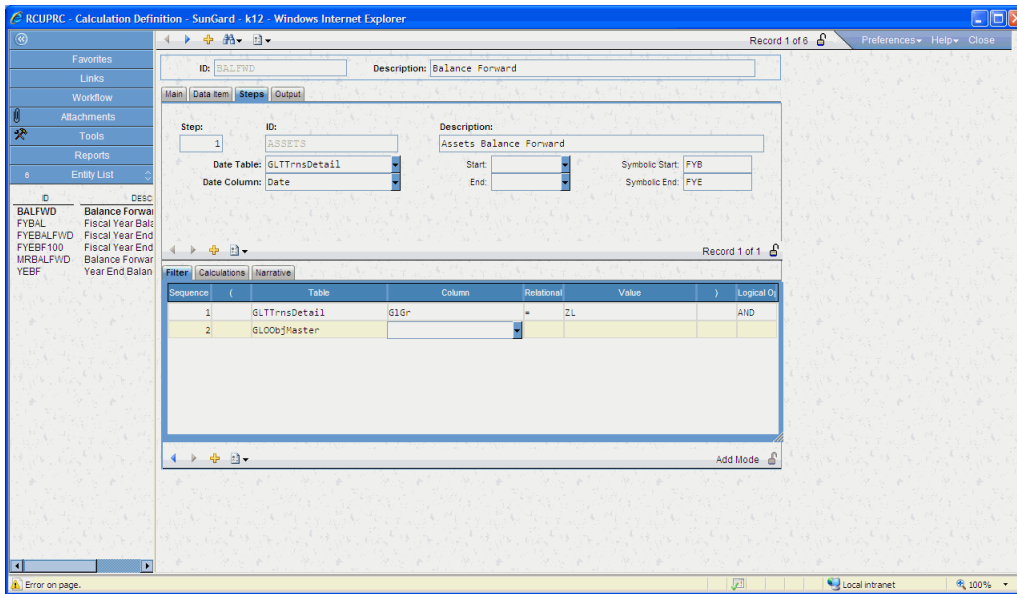 RCUPRC - Calculation Definition - SunGard - k12 - Windows Internet Explorer
Record 1 of 6 Preferences Help Close
Favorites
Links
Workflow
Attachments
Tools
Reports
6 Entity List
ID DESC
BALFWD Balance Forwar
FYBAL Fiscal Year Bala
FYEBALFWD Fiscal Year End
FYEBF100 Fiscal Year End
MRBALFWD Balance Forwar
YEBF Year End Balan
ID: BALFWD Description: Balance Forward
Main Data Item Steps Output
Step: ID: Description:
1 ASSETS Assets Balance Forward
Date Table: GLTTrnsDetail Start: Symbolic Start: FYB
Date Column: Date End: Symbolic End: FYE
Record 1 of 1
Filter Calculations Narrative
Sequence ( Table Column Relational Value ) Logical Op
1 GLTTrnsDetail GlGr = ZL AND
2 GLOObjMaster
Add Mode
Error on page. Local intranet 100%